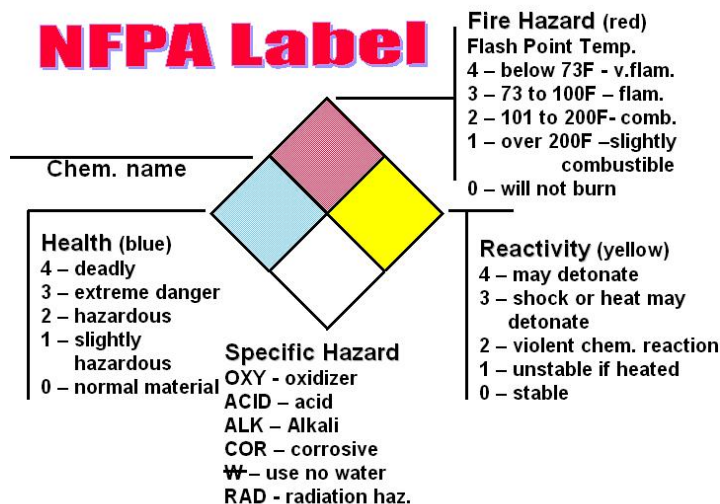 NFPA Label
Fire Hazard (red)
Flash Point Temp.
4 – below 73F - v.flam.
3 – 73 to 100F – flam.
2 – 101 to 200F- comb.
1 – over 200F –slightly
combustible
0 – will not burn
Chem. name
Health (blue)
4 – deadly
3 – extreme danger
2 – hazardous
1 – slightly
hazardous
0 – normal material
Reactivity (yellow)
4 – may detonate
3 – shock or heat may
detonate
2 – violent chem. reaction
1 – unstable if heated
0 – stable
Specific Hazard
OXY - oxidizer
ACID – acid
ALK – Alkali
COR – corrosive
W – use no water
RAD - radiation haz.